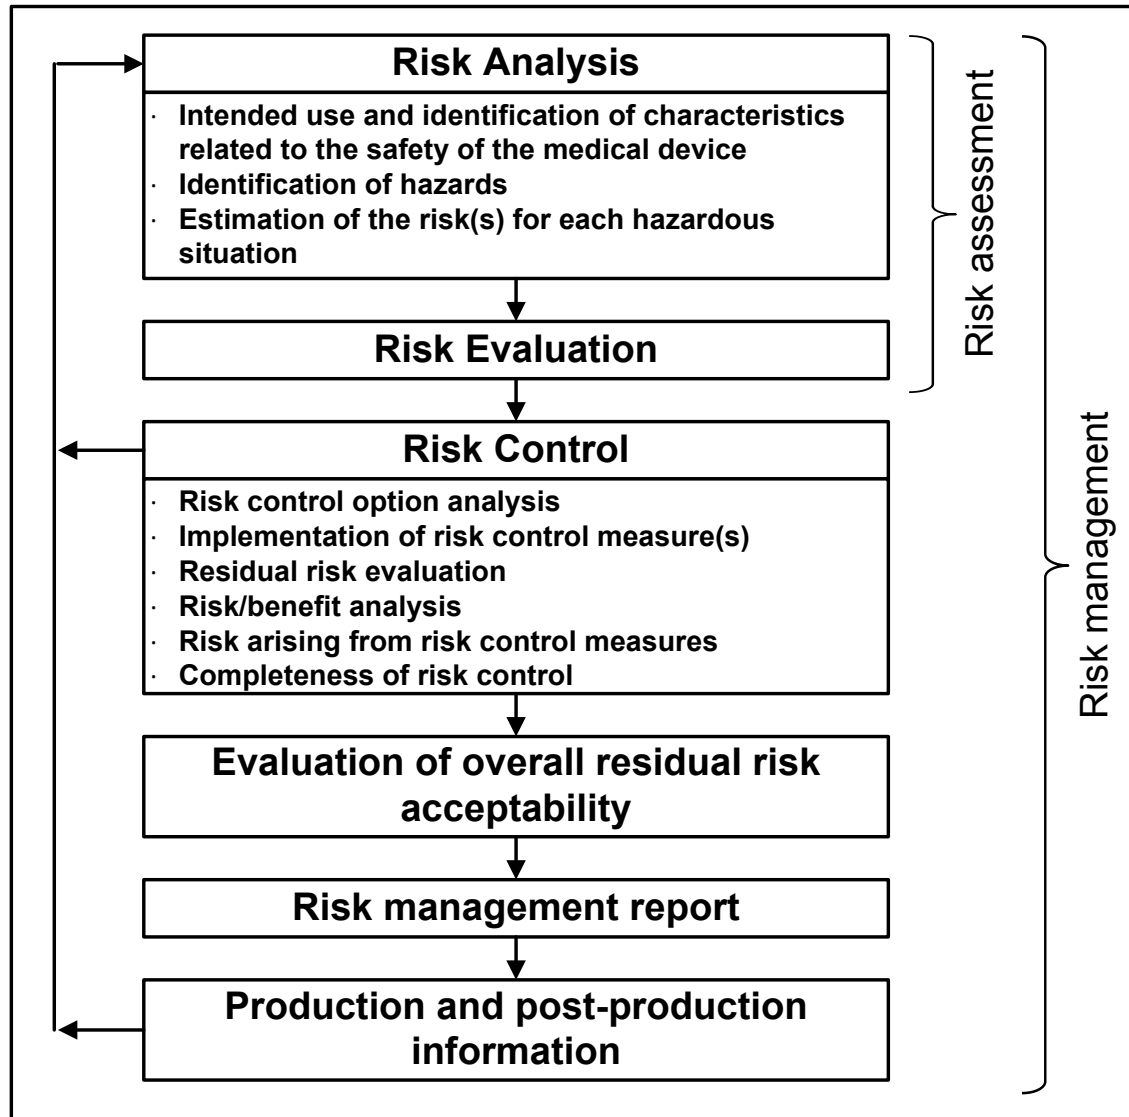 Risk Analysis
· Intended use and identification of characteristics
related to the safety of the medical device
· Identification of hazards
· Estimation of the risk(s) for each hazardous
situation
Risk Evaluation
Risk assessment
Risk Control
· Risk control option analysis
· Implementation of risk control measure(s)
· Residual risk evaluation
· Risk/benefit analysis
· Risk arising from risk control measures
· Completeness of risk control
Evaluation of overall residual risk
acceptability
Risk management report
Production and post-production
information
Risk management